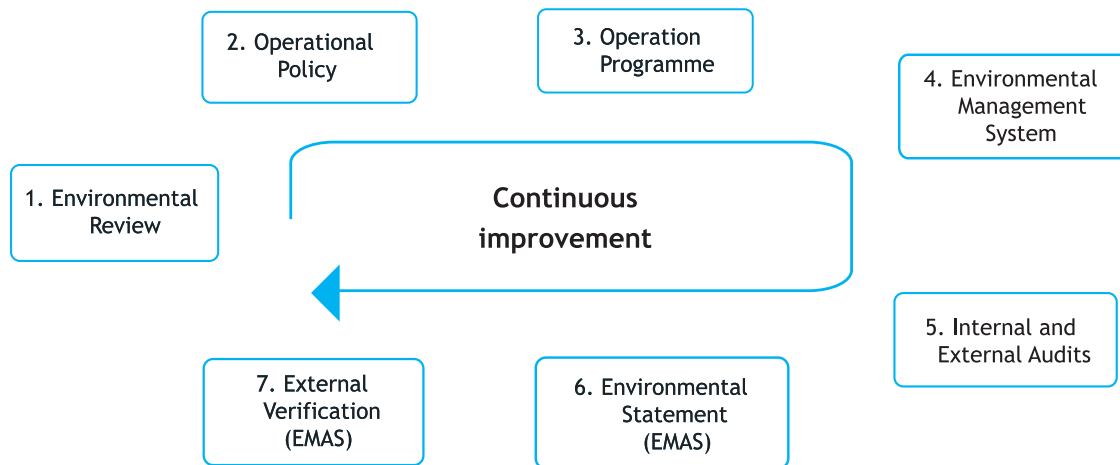 1. Environmental
Review
2. Operational
Policy
3. Operation
Programme
4. Environmental
Management
System
5. Internal and
External Audits
6. Environmental
Statement
(EMAS)
7. External
Verification
(EMAS)
Continuous
improvement